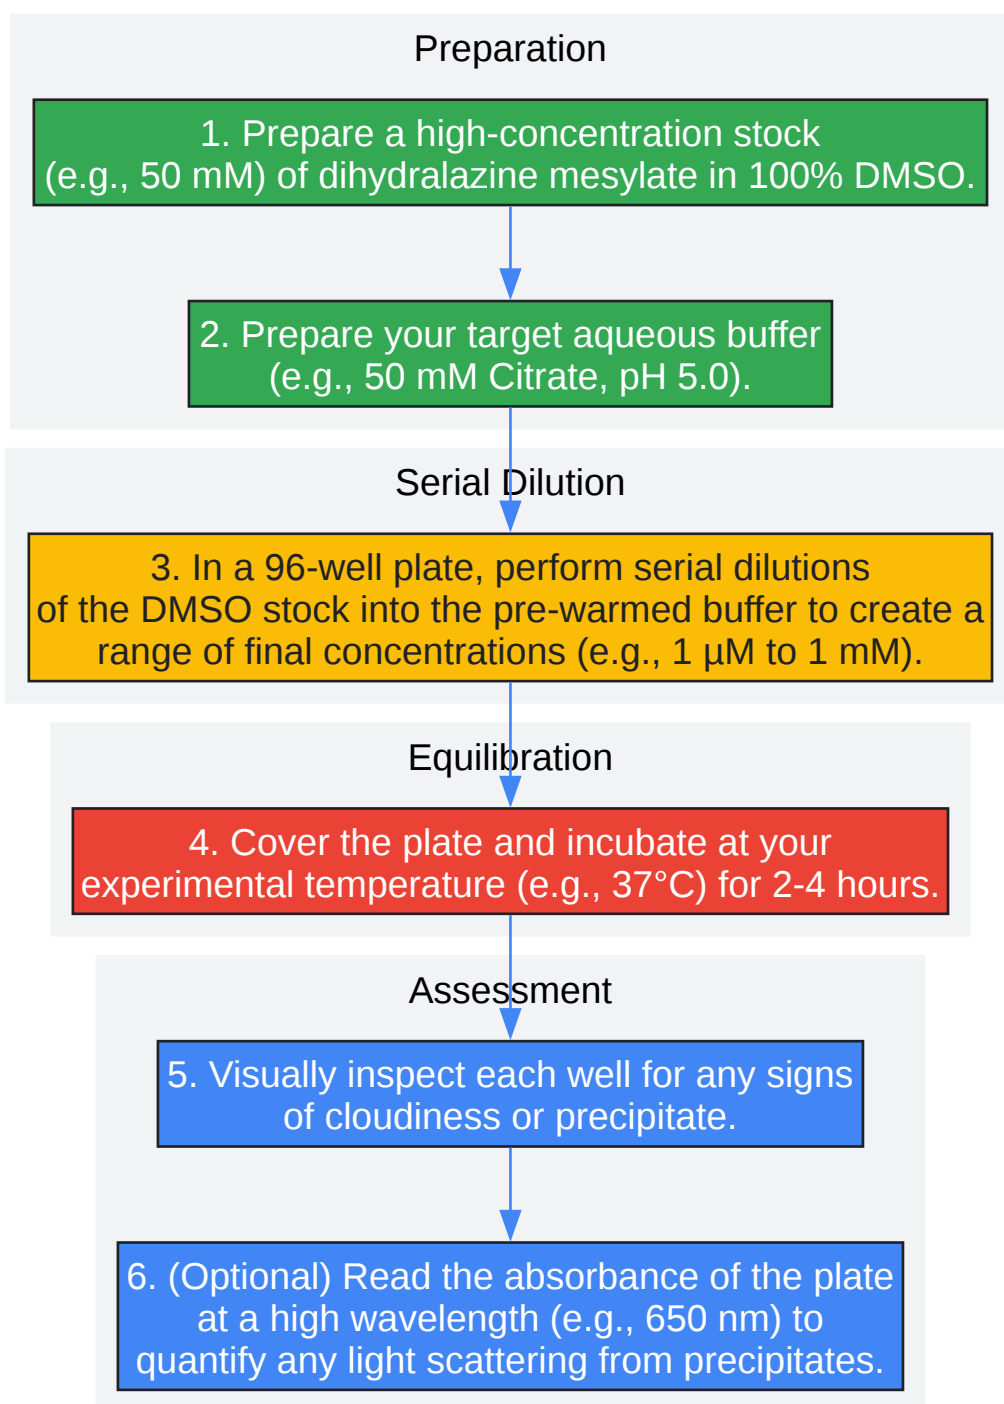 Preparation
1. Prepare a high-concentration stock
(e.g., 50 mM) of dihydralazine mesylate in 100% DMSO.
2. Prepare your target aqueous buffer
(e.g., 50 mM Citrate, pH 5.0).
Serial Dilution
3. In a 96-well plate, perform serial dilutions
of the DMSO stock into the pre-warmed buffer to create a
range of final concentrations (e.g., 1 µM to 1 mM).
Equilibration
4. Cover the plate and incubate at your
experimental temperature (e.g., 37°C) for 2-4 hours.
Assessment
5. Visually inspect each well for any signs
of cloudiness or precipitate.
6. (Optional) Read the absorbance of the plate
at a high wavelength (e.g., 650 nm) to
quantify any light scattering from precipitates.